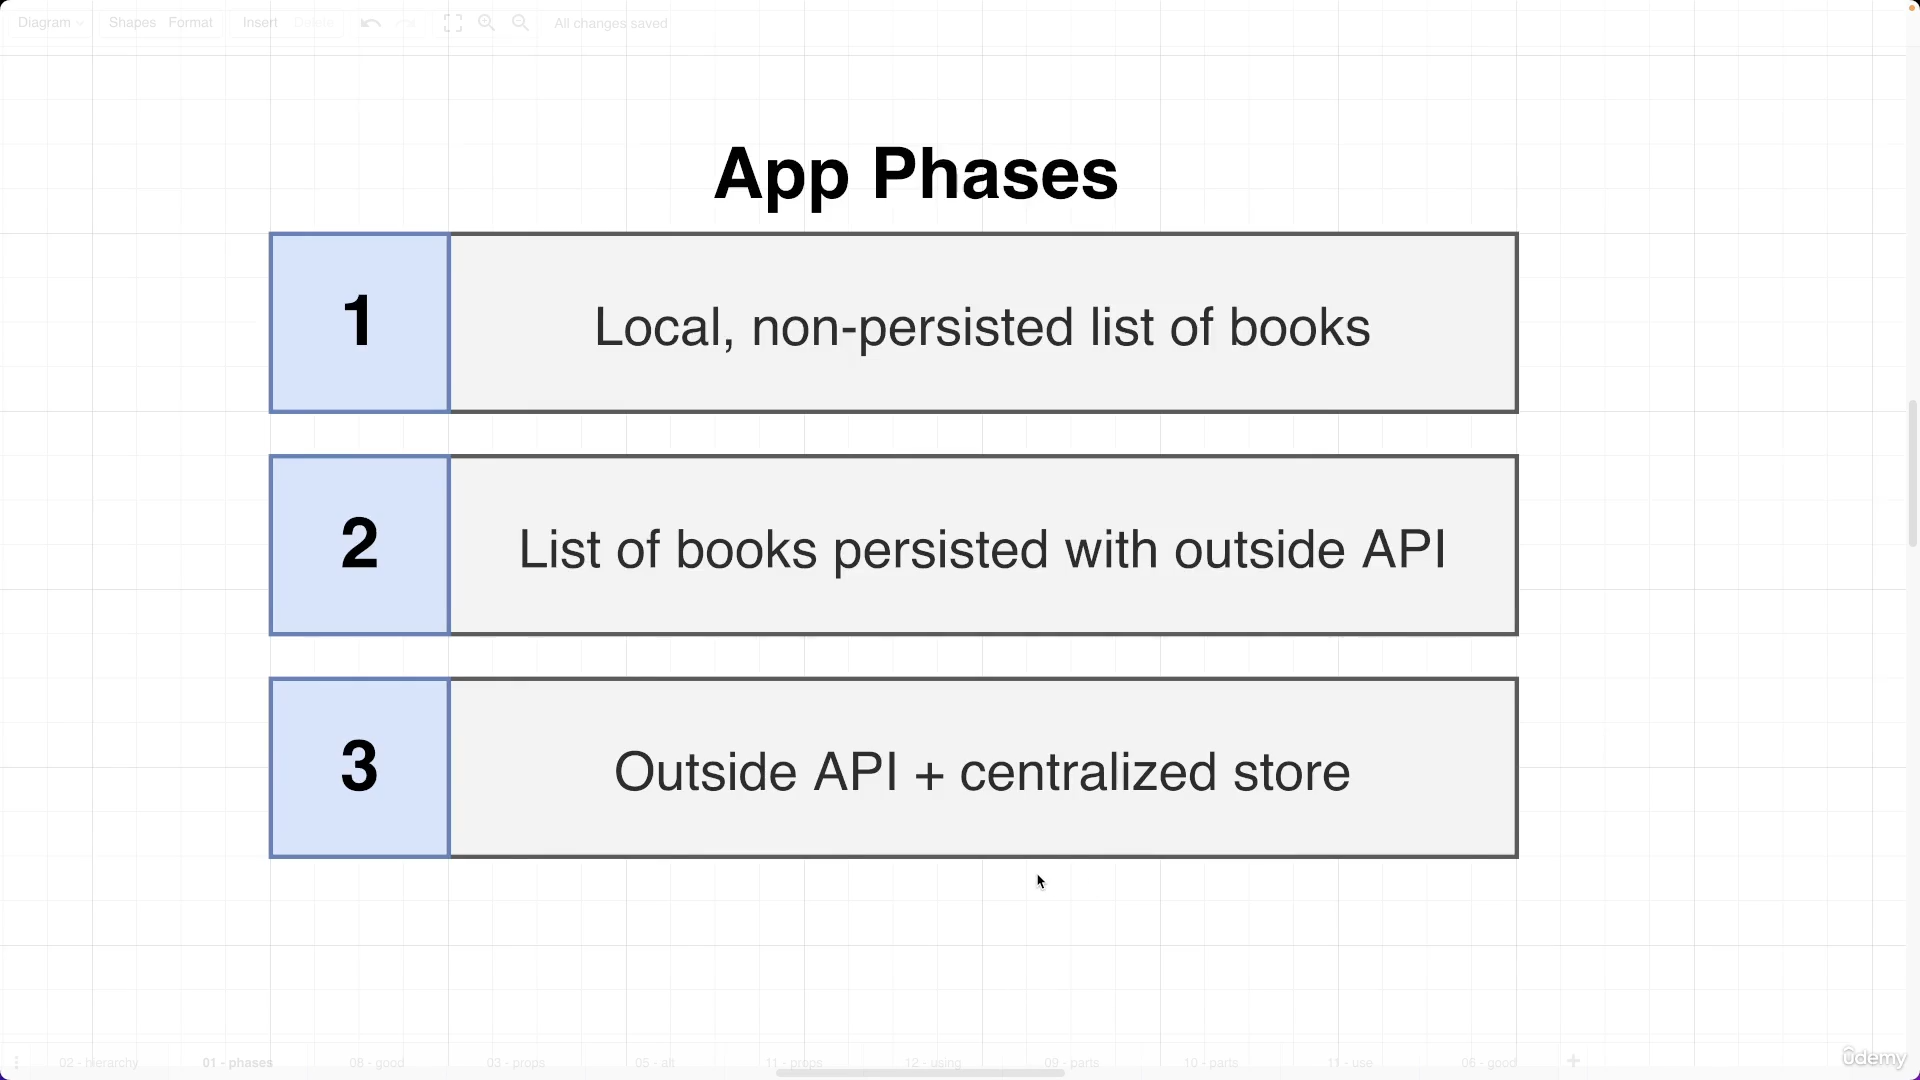 Diagram Shapes Format Insert Delete All changes saved
App Phases
1 Local, non-persisted list of books
2 List of books persisted with outside API
3 Outside API + centralized store
02 - hierarchy 01 - phases 08 - good 03 - props 05 - alt 11 - props 12 - using 09 - parts 10 - parts 11 - use 06 - good
ûdemy